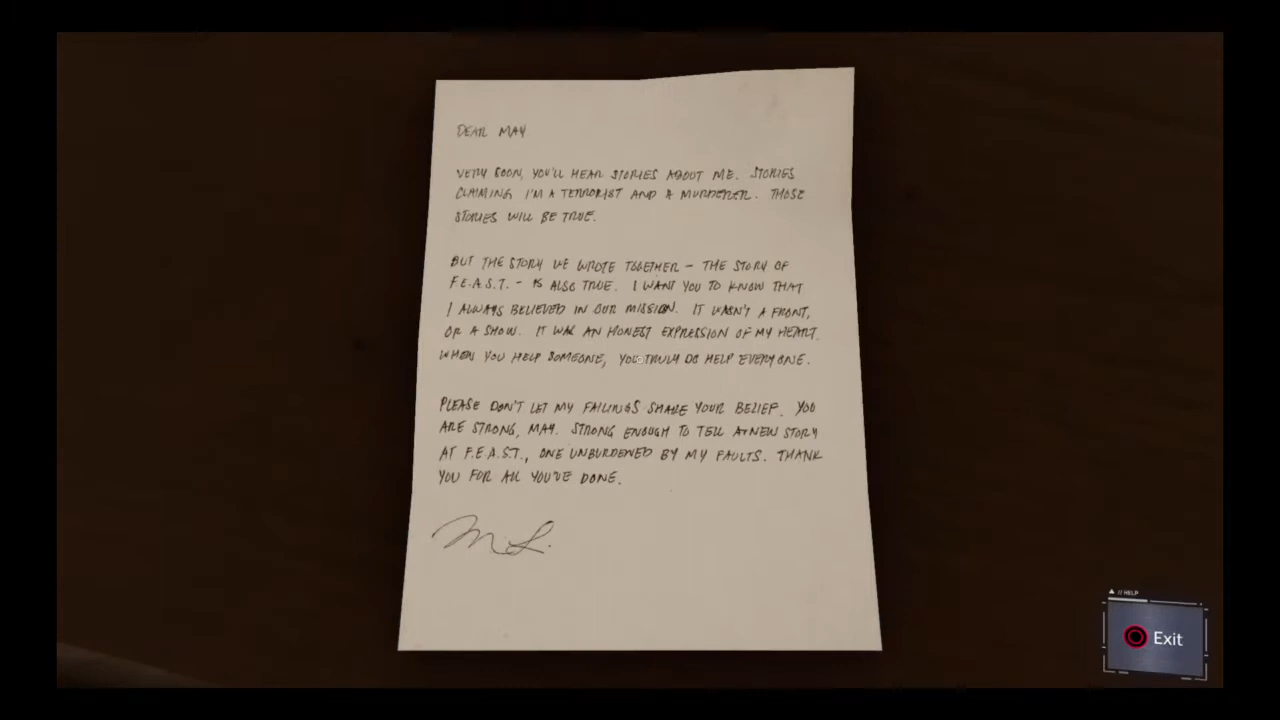 DEAR MAY
VERY SOON, YOU'LL HEAR STORIES ABOUT ME. STORIES
CLAIMING I'M A TERRORIST AND A MURDERER. THOSE
STORIES WILL BE TRUE.
BUT THE STORY WE WROTE TOGETHER - THE STORY OF
F.E.A.S.T. - IS ALSO TRUE. I WANT YOU TO KNOW THAT
I ALWAYS BELIEVED IN OUR MISSION. IT WASN'T A FRONT,
OR A SHOW. IT WAS AN HONEST EXPRESSION OF MY HEART.
WHEN YOU HELP SOMEONE, YOU TRULY DO HELP EVERYONE.
PLEASE DON'T LET MY FAILINGS SHAKE YOUR BELIEF. YOU
ARE STRONG, MAY. STRONG ENOUGH TO TELL A NEW STORY
AT F.E.A.S.T., ONE UNBURDENED BY MY FAULTS. THANK
YOU FOR ALL YOU'VE DONE.
M L.
// HELP
Exit